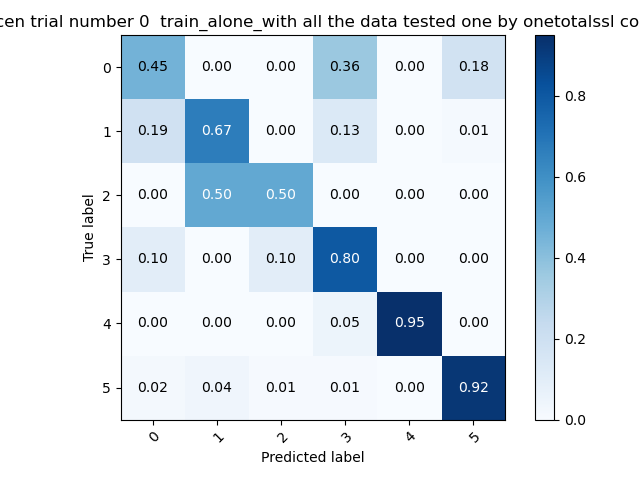 cen trial number 0 train_alone_with all the data tested one by onetotalssl co
0 0.45 0.00 0.00 0.36 0.00 0.18
1 0.19 0.67 0.00 0.13 0.00 0.01
2 0.00 0.50 0.50 0.00 0.00 0.00
3 0.10 0.00 0.10 0.80 0.00 0.00
4 0.00 0.00 0.00 0.05 0.95 0.00
5 0.02 0.04 0.01 0.01 0.00 0.92
0 1 2 3 4 5
True label
Predicted label
0.8
0.6
0.4
0.2
0.0